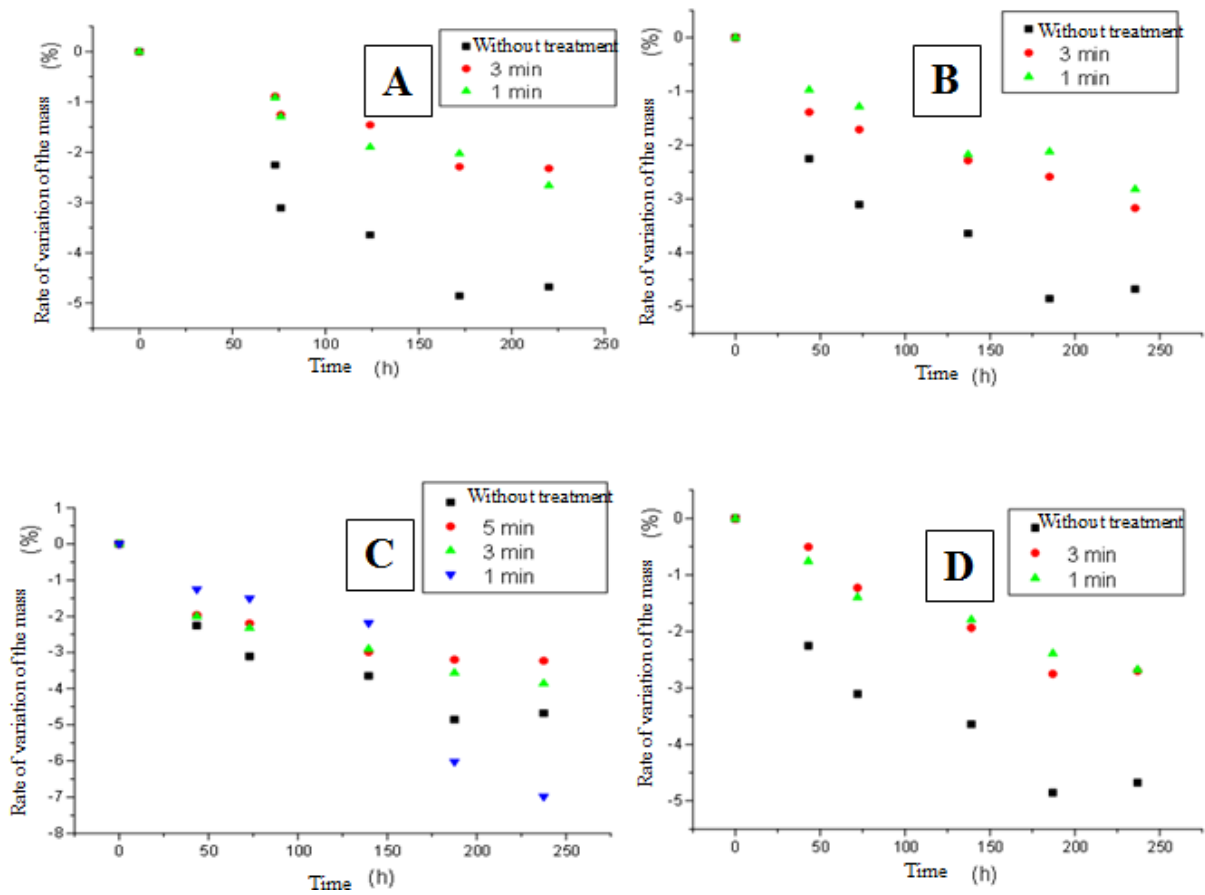 Without treatment
3 min
1 min
A
(%)
Rate of variation of the mass
0
-1
-2
-3
-4
-5
0
50
100
150
200
250
Time (h)
Without treatment
3 min
1 min
B
(%)
Rate of variation of the mass
0
-1
-2
-3
-4
-5
0
50
100
150
200
250
Time (h)
Without treatment
5 min
3 min
1 min
C
(%)
Rate of variation of the mass
1
0
-1
-2
-3
-4
-5
-6
-7
-8
0
50
100
150
200
250
Time (h)
Without treatment
3 min
1 min
D
(%)
Rate of variation of the mass
0
-1
-2
-3
-4
-5
0
50
100
150
200
250
Time (h)